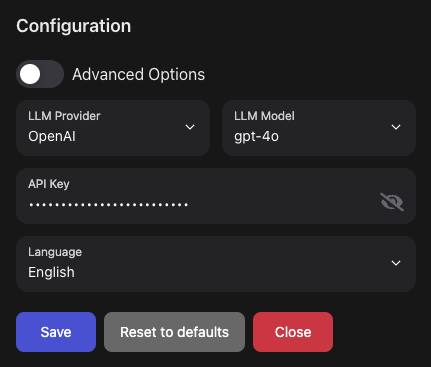 Configuration
Advanced Options
LLM Provider
OpenAI
LLM Model
gpt-4o
API Key
•••••••••••••••••••••••••
Language
English
Save
Reset to defaults
Close